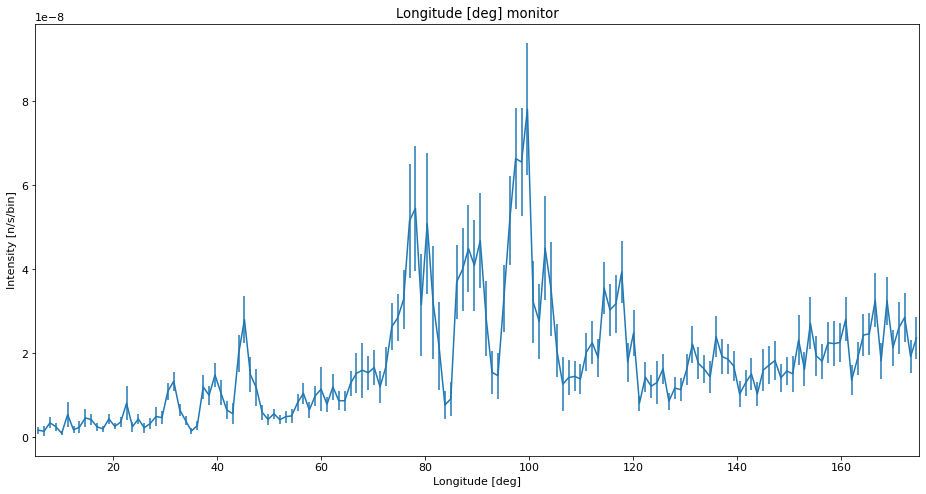 Longitude [deg] monitor
1e−8
8
6
4
2
0
Intensity [n/s/bin]
20 40 60 80 100 120 140 160
Longitude [deg]